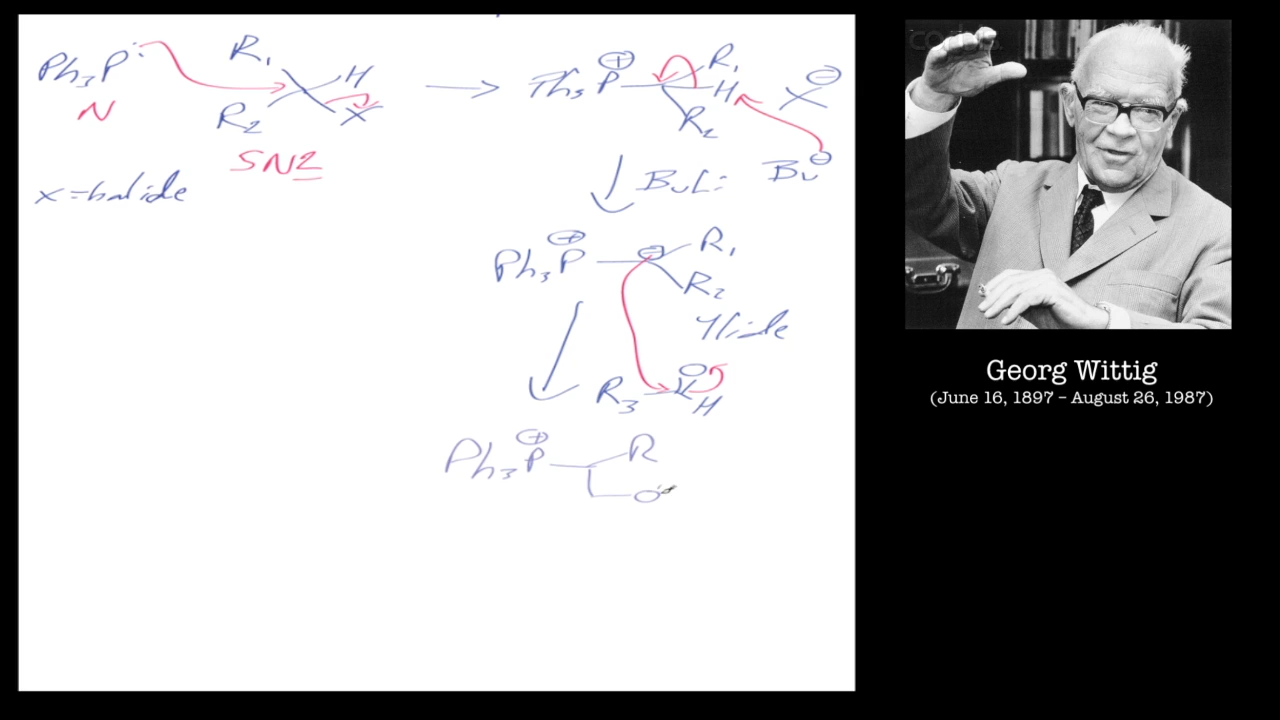 Ph₃P: R₁ R₂ H X → Ph₃P⊕ R₁ H R₂ X⊖
N SN2
BuLi Bu⊖
x = halide
Ph₃P⊕ ⊖ R₁ R₂
Ylide
R₃ O H
Ph₃P⊕ R
O
corbis
Georg Wittig
(June 16, 1897 – August 26, 1987)